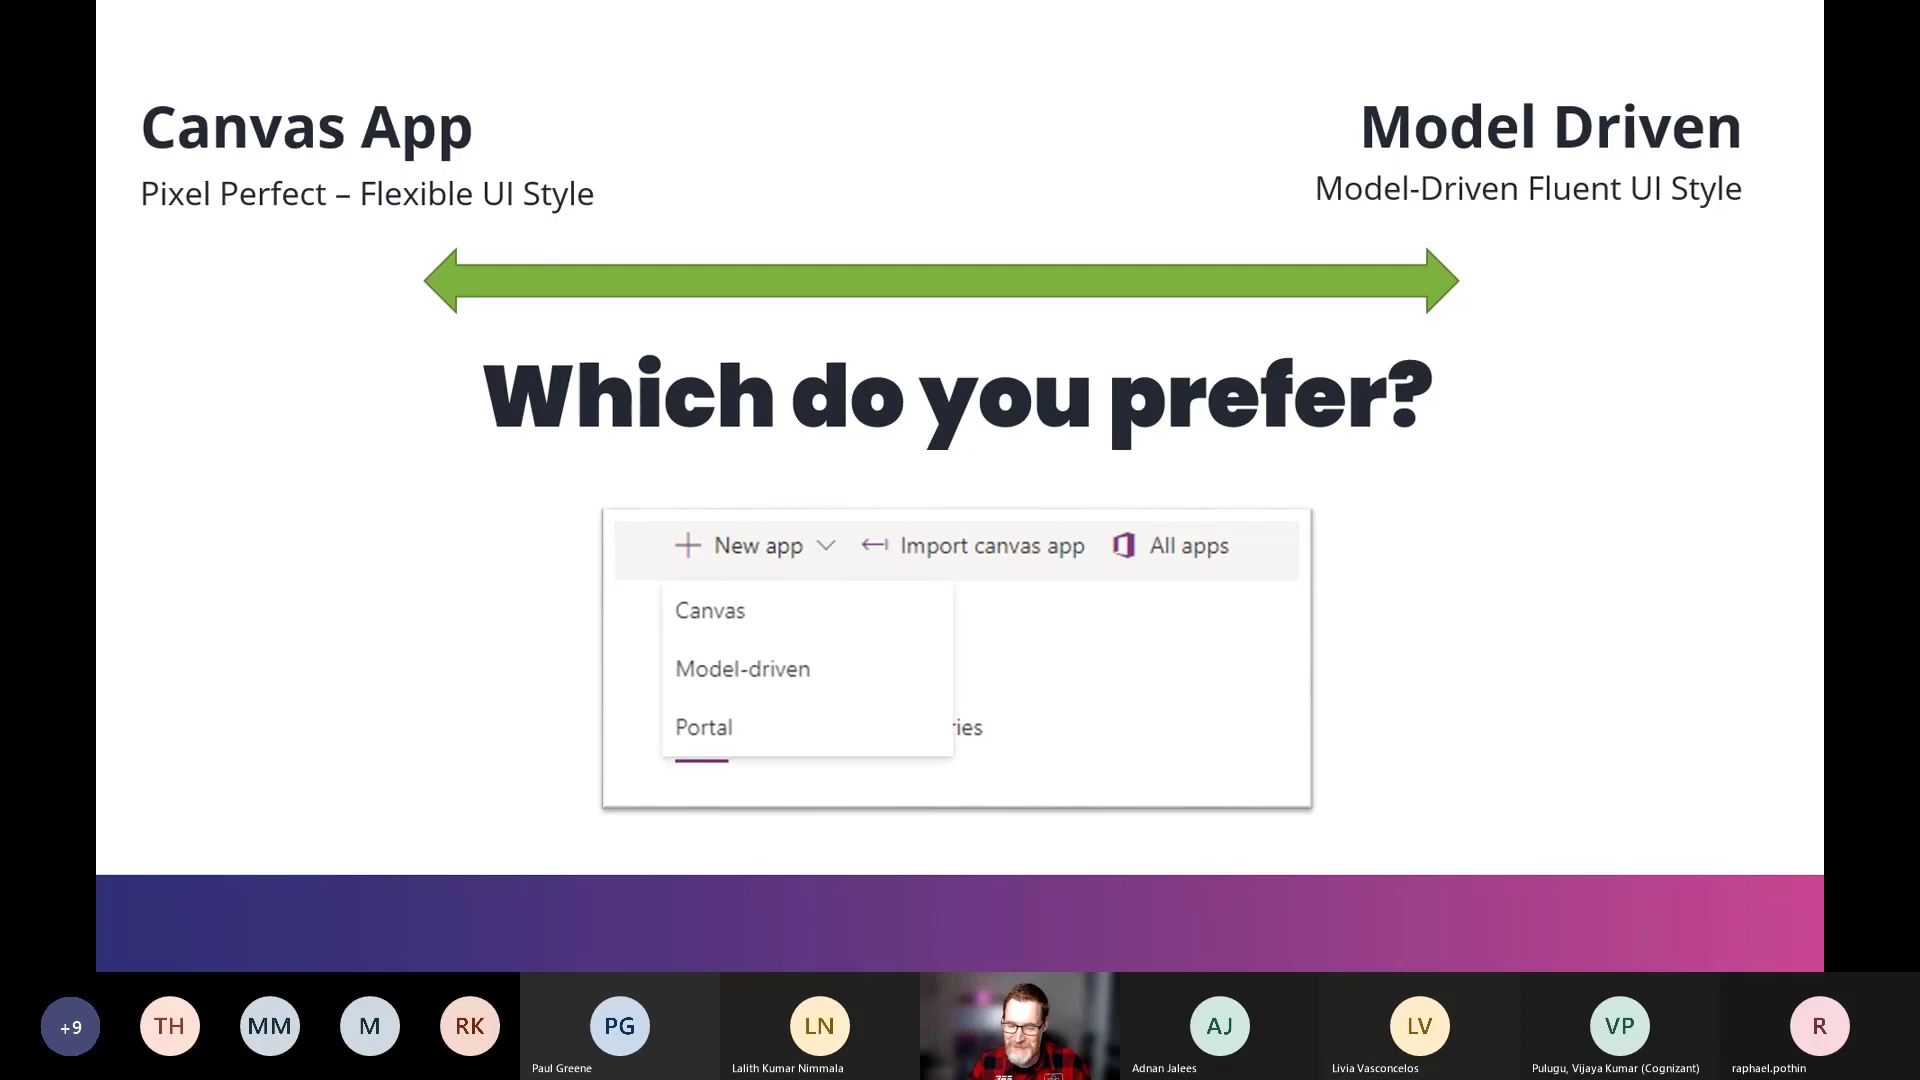 Canvas App
Pixel Perfect – Flexible UI Style
Model Driven
Model-Driven Fluent UI Style
Which do you prefer?
New app
Import canvas app
All apps
Canvas
Model-driven
Portal
ries
+9
TH
MM
M
RK
PG
LN
AJ
LV
VP
R
Paul Greene
Lalith Kumar Nimmala
Adnan Jalees
Livia Vasconcelos
Pulugu, Vijaya Kumar (Cognizant)
raphael.pothin